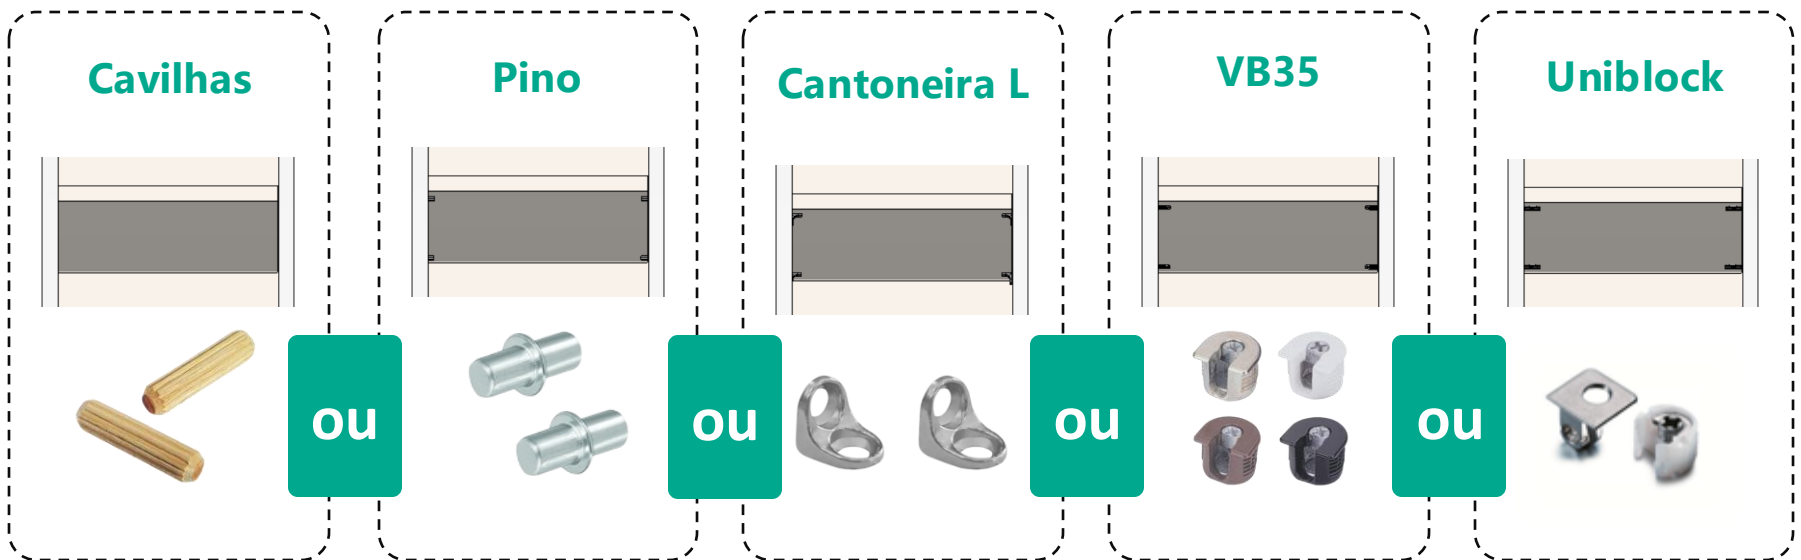 Cavilhas
Pino
Cantoneira L
VB35
Uniblock
ou
ou
ou
ou